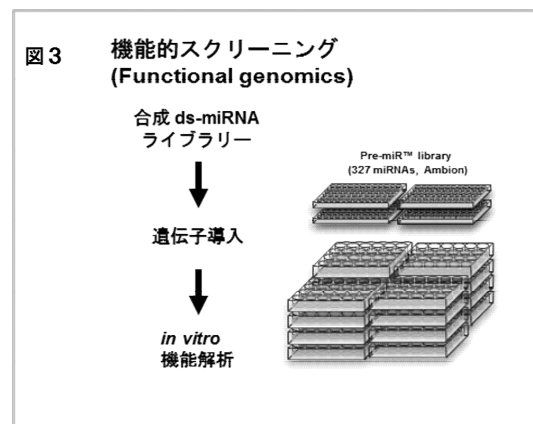 図3
機能的スクリーニング
(Functional genomics)
合成 ds-miRNA
ライブラリー
Pre-miR™ library
(327 miRNAs, Ambion)
遺伝子導入
in vitro
機能解析